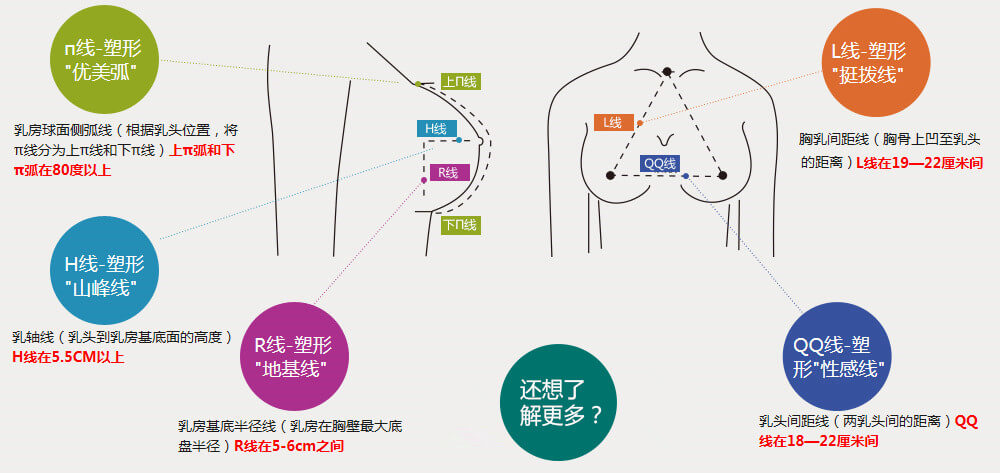 n线-塑形
"优美弧"
乳房球面侧弧线（根据乳头位置，将
π线分为上π线和下π线）上π弧和下
π弧在80度以上
上Π线
H线
R线
下Π线
H线-塑形
"山峰线"
乳轴线（乳头到乳房基底面的高度）
H线在5.5CM以上
R线-塑形
"地基线"
乳房基底半径线（乳房在胸壁最大底
盘半径）R线在5-6cm之间
还想了
解更多？
L线
QQ线
L线-塑形
"挺拨线"
胸乳间距线（胸骨上凹至乳头
的距离）L线在19—22厘米间
QQ线-塑
形"性感线"
乳头间距线（两乳头间的距离）QQ
线在18—22厘米间